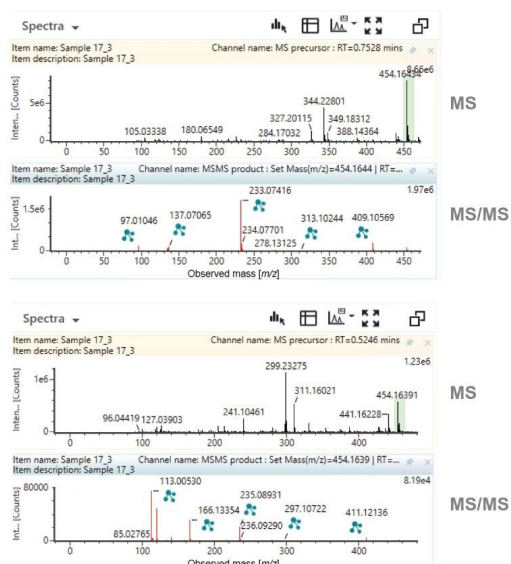 Spectra
Item name: Sample 17_3 Channel name: MS precursor : RT=0.7528 mins
Item description: Sample 17_3
8.66e6
454.16434
5e6
344.22801
327.20115
349.18312
105.03338
180.06549
284.17032
388.14364
Inten... [Counts]
0
0 50 100 150 200 250 300 350 400 450
MS
Item name: Sample 17_3 Channel name: MSMS product : Set Mass(m/z)=454.1644 | RT=...
Item description: Sample 17_3
1.97e6
233.07416
1.5e6
97.01046
137.07065
313.10244
409.10569
234.07701
278.13125
Int... [Counts]
0
0 50 100 150 200 250 300 350 400 450
Observed mass [m/z]
MS/MS
Spectra
Item name: Sample 17_3 Channel name: MS precursor : RT=0.5246 mins
Item description: Sample 17_3
1.23e6
299.23275
1e6
311.16021
454.16391
241.10461
441.16228
96.04419
127.03903
Inten... [Counts]
0
0 100 200 300 400
MS
Item name: Sample 17_3 Channel name: MSMS product : Set Mass(m/z)=454.1639 | RT=...
Item description: Sample 17_3
8.19e4
113.00530
80000
235.08931
166.13354
297.10722
411.12136
85.02765
236.09290
Int... [Counts]
0
0 100 200 300 400
Observed mass [m/z]
MS/MS